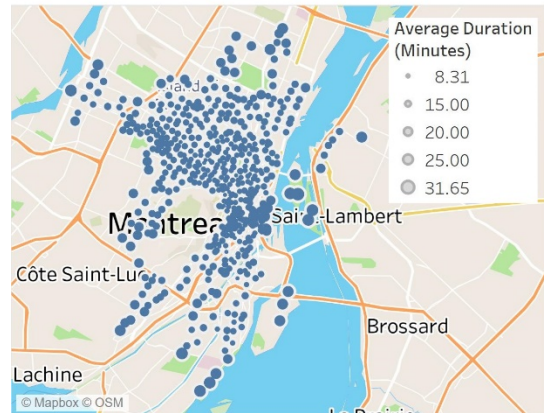 Average Duration
(Minutes)
8.31
15.00
20.00
25.00
31.65
Montrea
Saint-Lambert
Côte Saint-Luc
Brossard
Lachine
© Mapbox © OSM